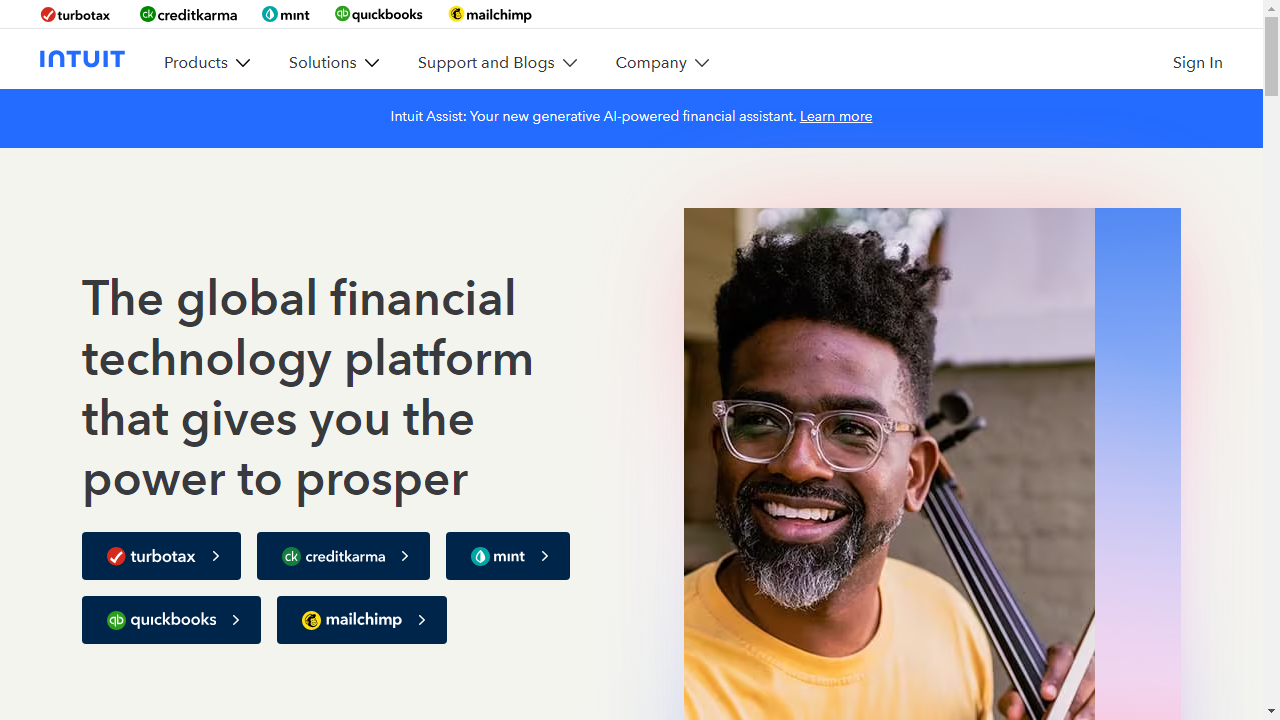 turbotax creditkarma mint quickbooks mailchimp
INTUIT Products Solutions Support and Blogs Company Sign In
Intuit Assist: Your new generative AI-powered financial assistant. Learn more
The global financial
technology platform
that gives you the
power to prosper
turbotax creditkarma mint
quickbooks mailchimp